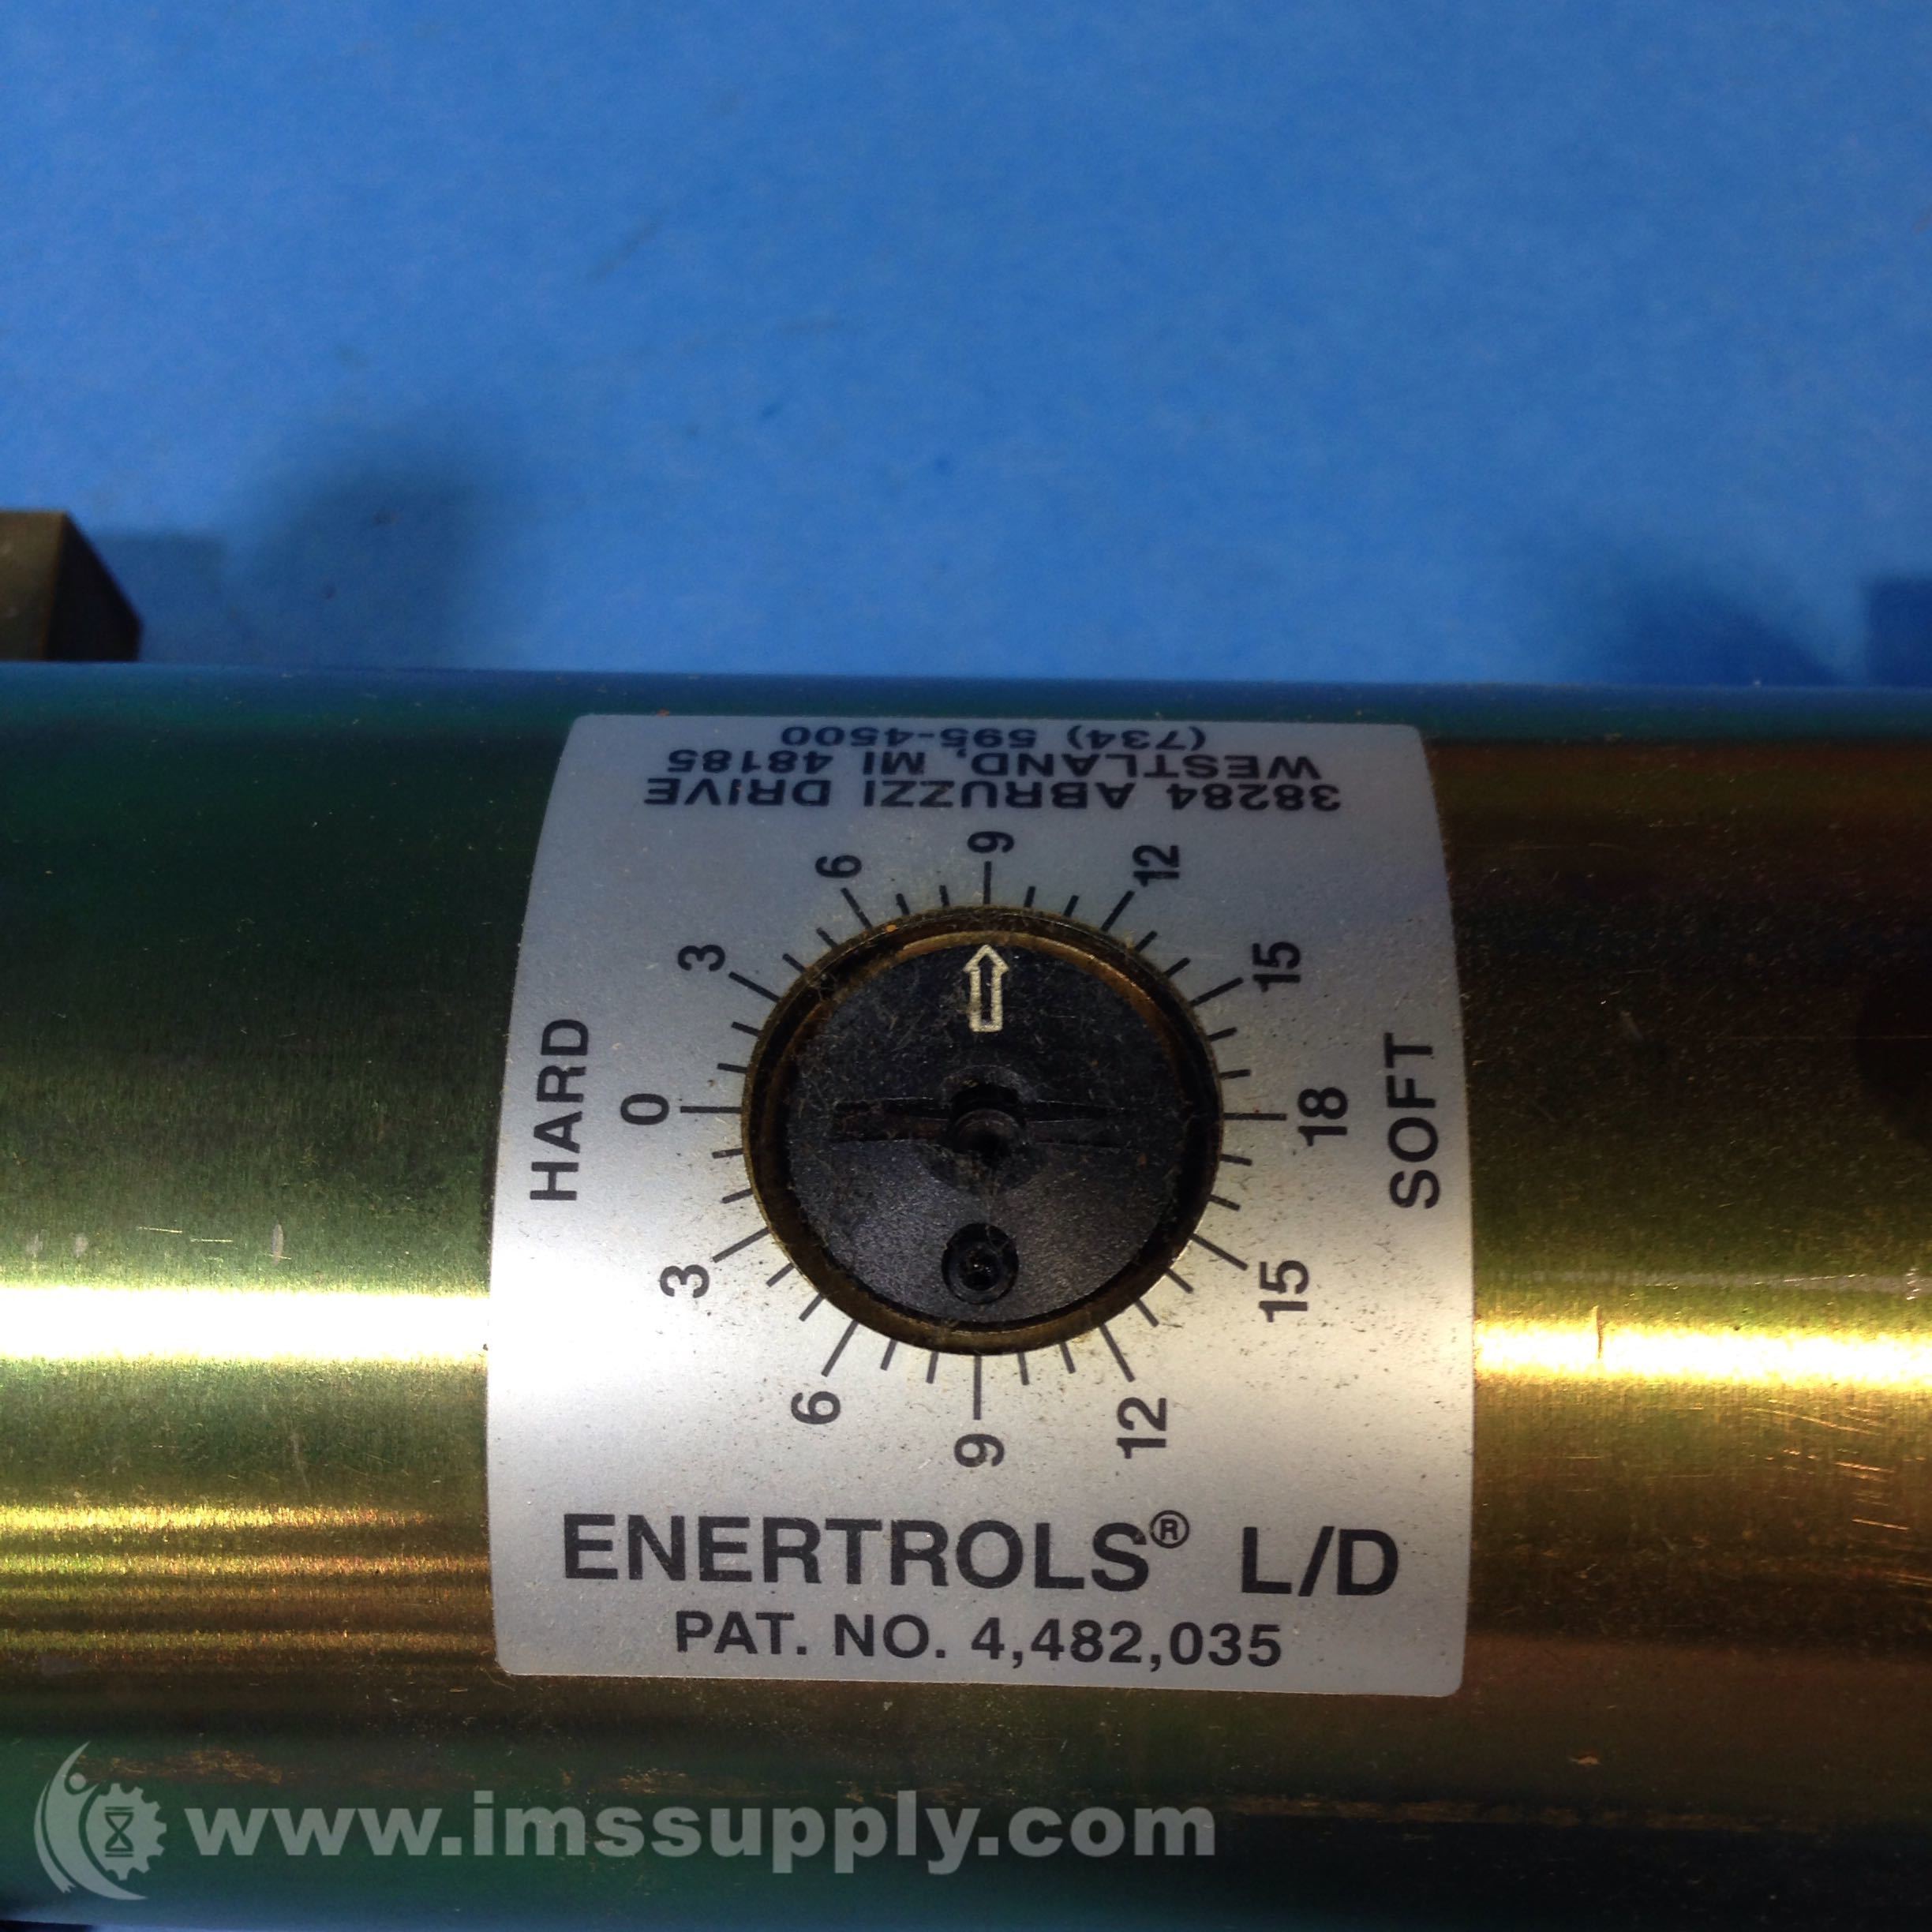 38284 ABRUZZI DRIVE
WESTLAND, MI 48185
(734) 595-4500
6 9 12
3 15
HARD 0 18 SOFT
3 15
6 9 12
ENERTROLS® L/D
PAT. NO. 4,482,035
www.imssupply.com